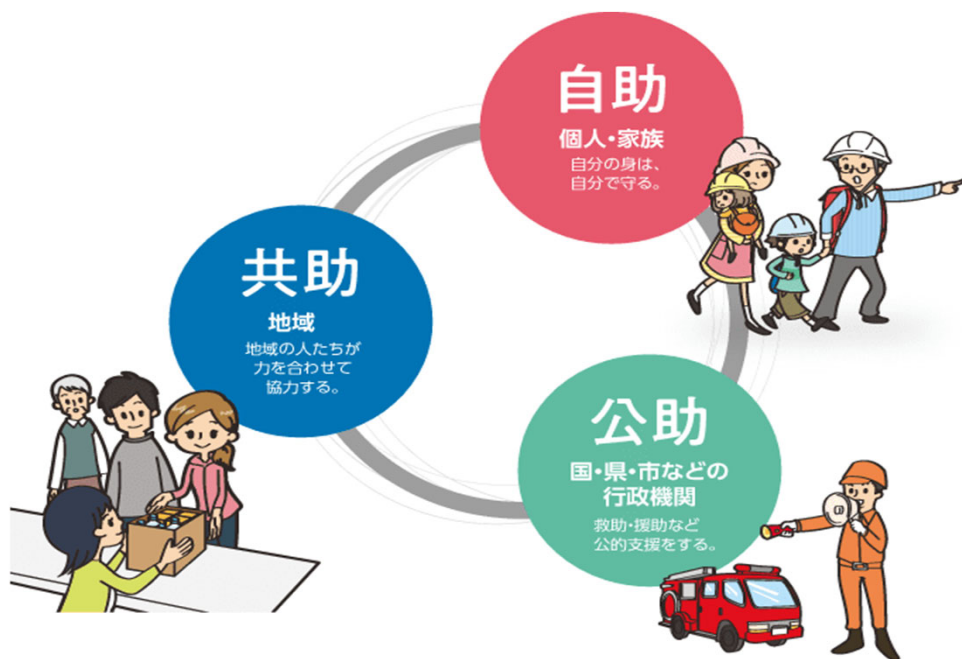 自助
個人・家族
自分の身は、
自分で守る。
共助
地域
地域の人たちが
力を合わせて
協力する。
公助
国・県・市などの
行政機関
救助・援助など
公的支援をする。